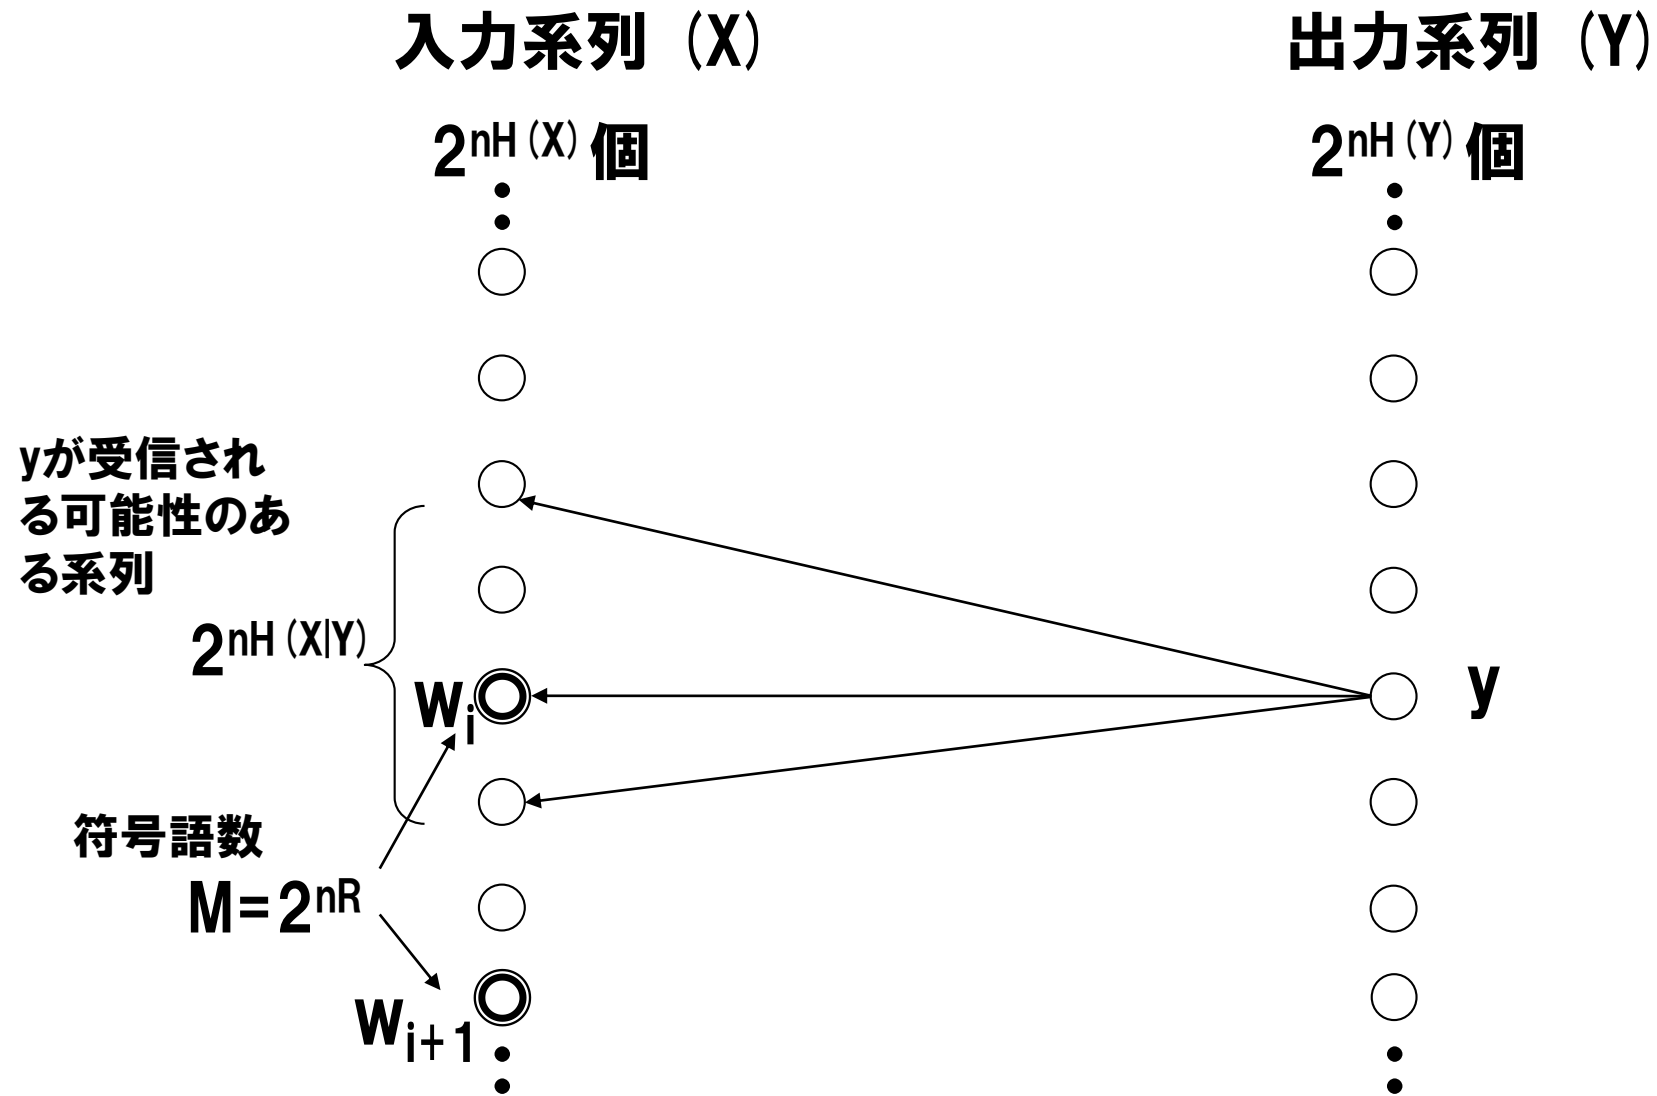 入力系列（X）
出力系列（Y）
2^nH（X）個
2^nH（Y）個
yが受信され
る可能性のあ
る系列
2^nH（X|Y）
w_i
y
符号語数
M=2^nR
w_i+1